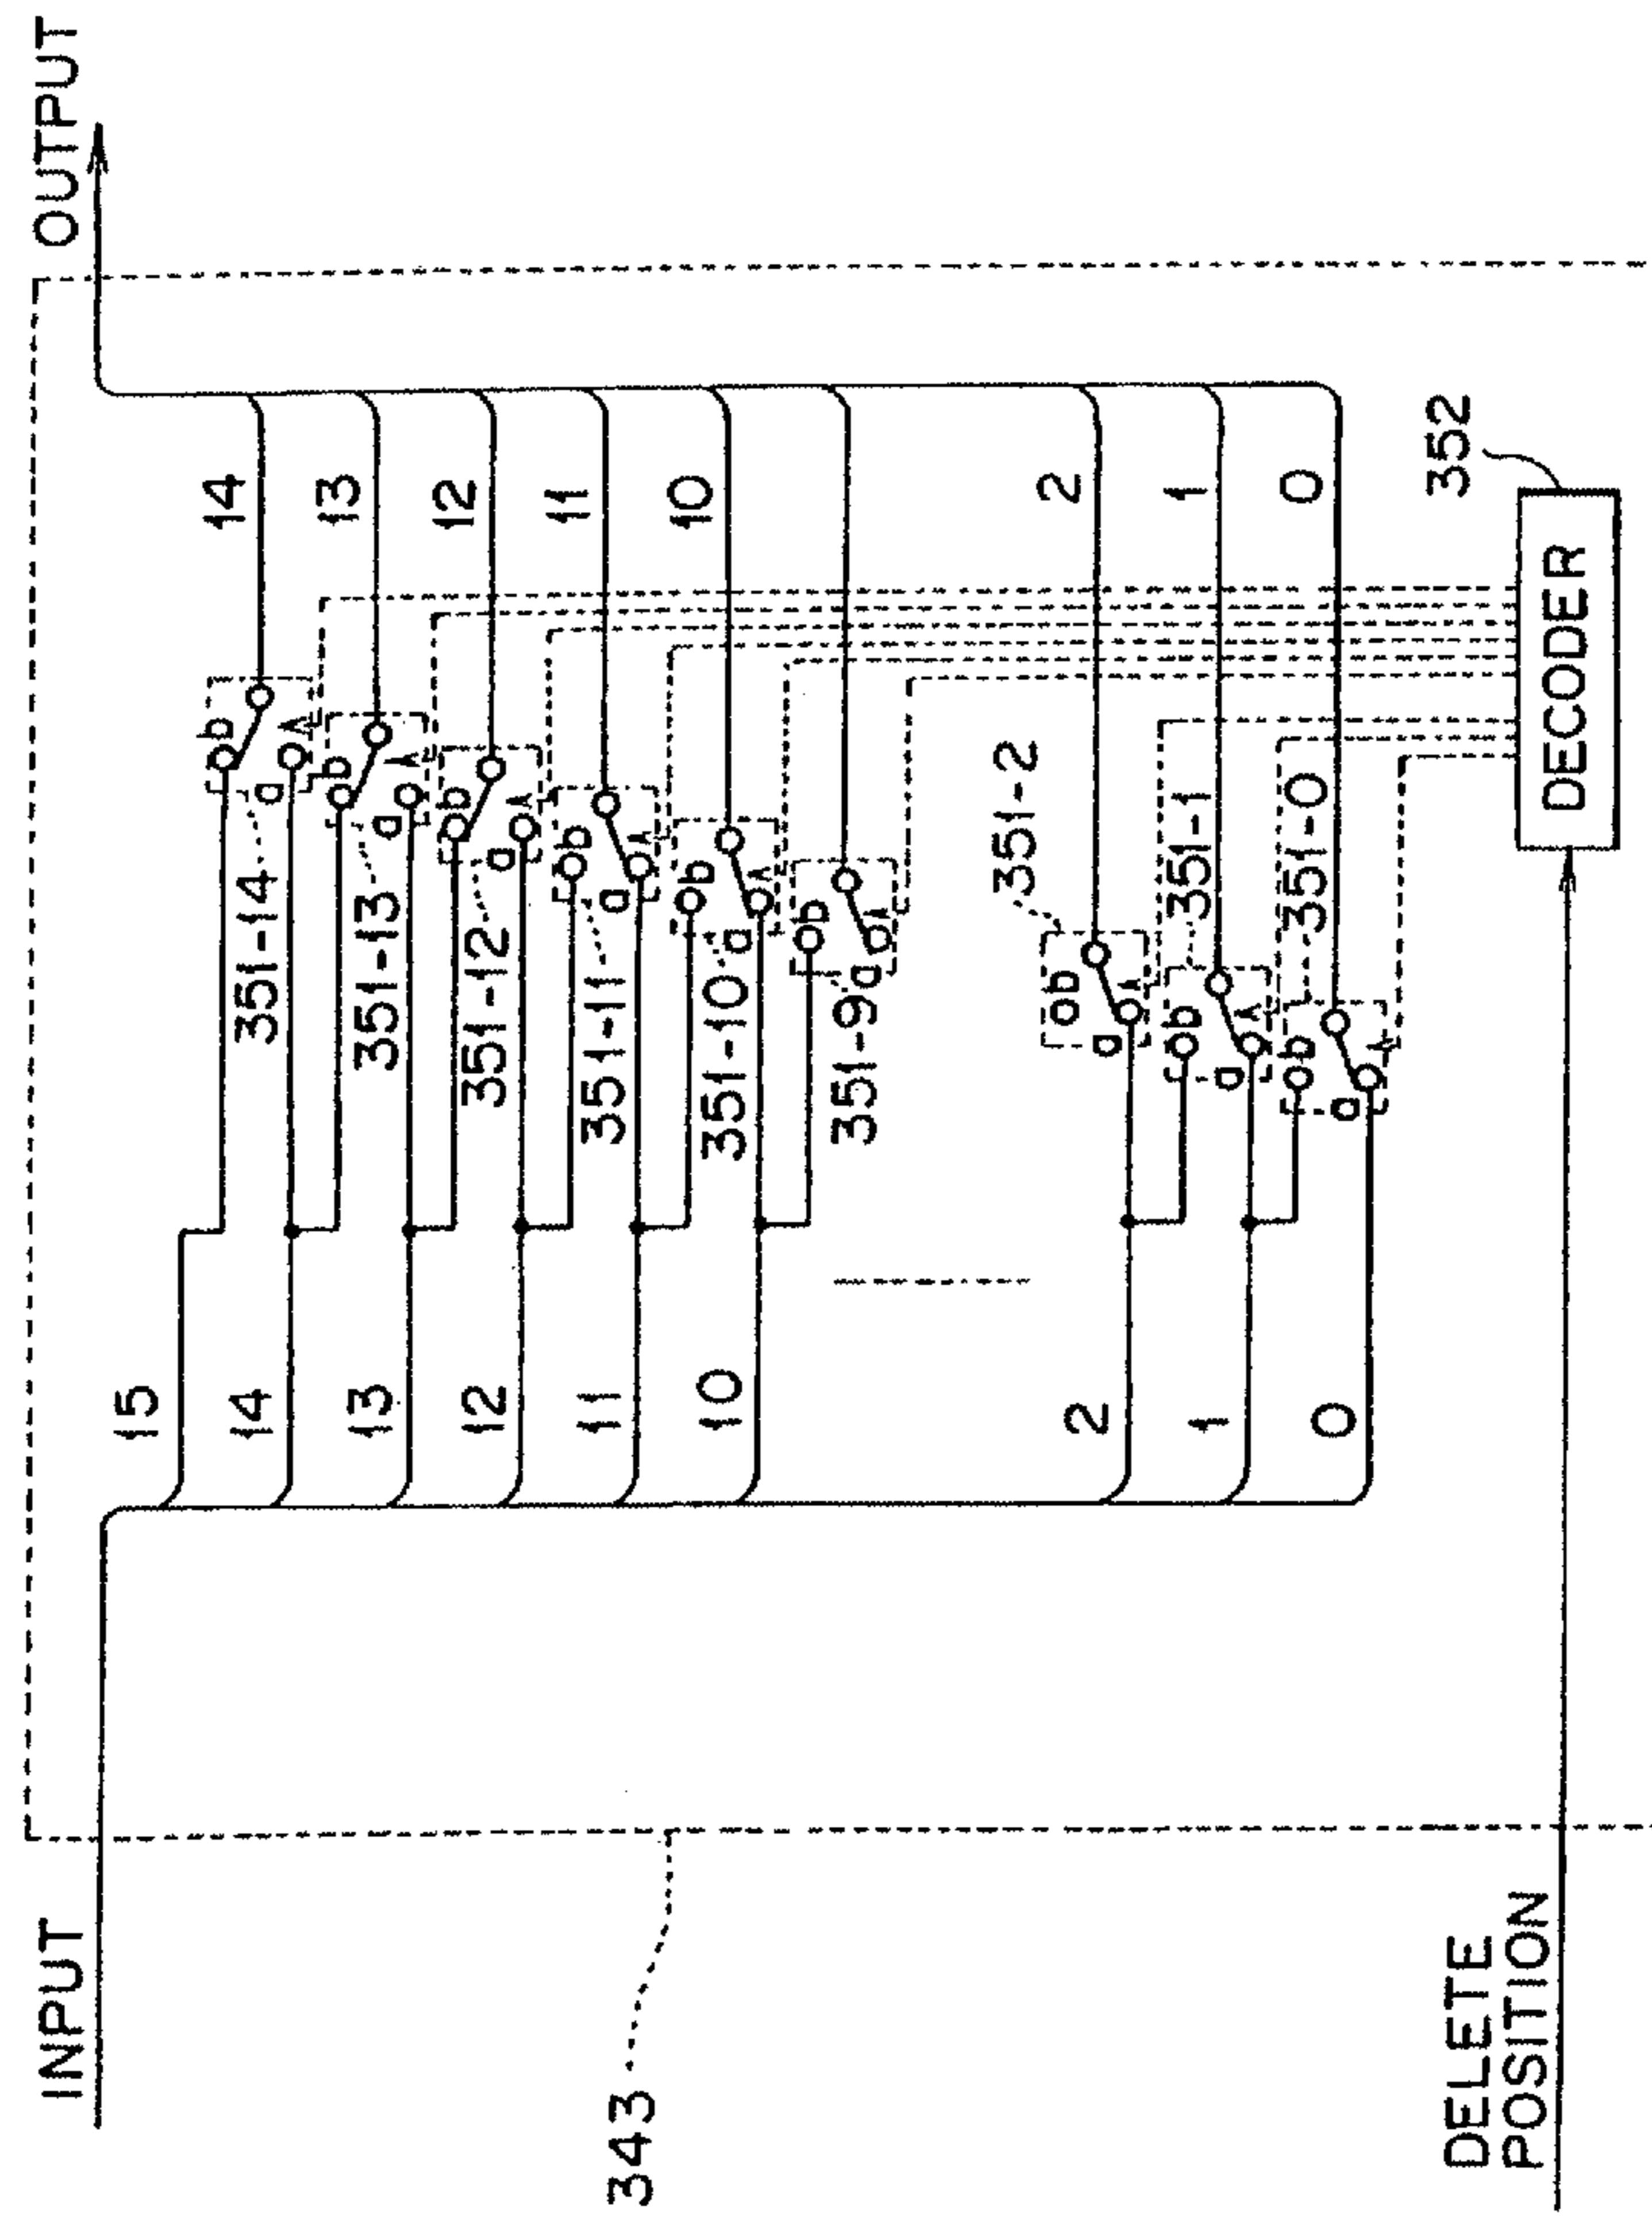 INPUT
OUTPUT
15
14
13
12
11
10
2
1
0
b
a
351-14
b
a
351-13
b
a
351-12
b
a
351-11
b
a
351-10
b
a
351-9
b
a
351-2
b
a
351-1
b
a
351-0
14
13
12
11
10
2
1
0
343
DELETE
POSITION
DECODER
352